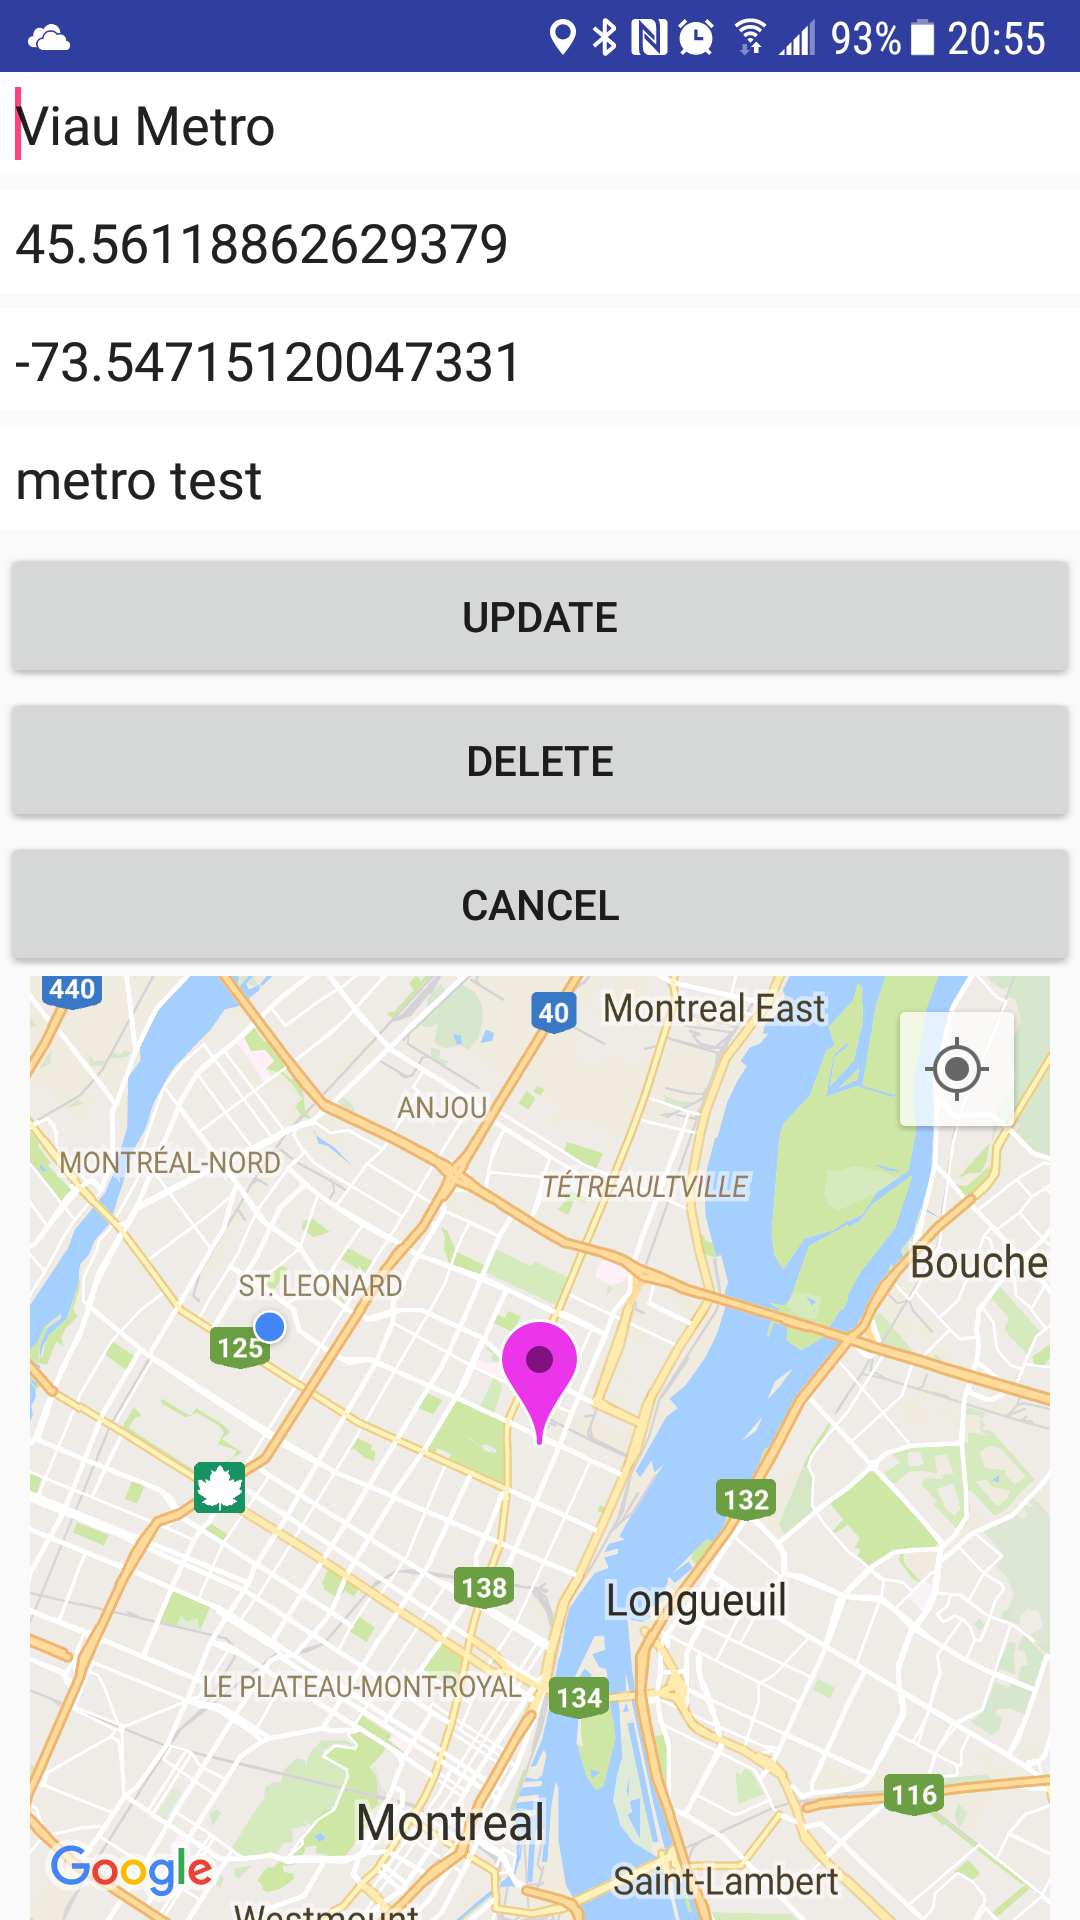 93% 20:55
Viau Metro
45.56118862629379
-73.54715120047331
metro test
UPDATE
DELETE
CANCEL
440
40
Montreal East
ANJOU
MONTRÉAL-NORD
TÉTREAULTVILLE
Bouche
ST. LEONARD
125
132
138
Longueuil
LE PLATEAU-MONT-ROYAL
134
116
Montreal
Google
Saint-Lambert
Westmount